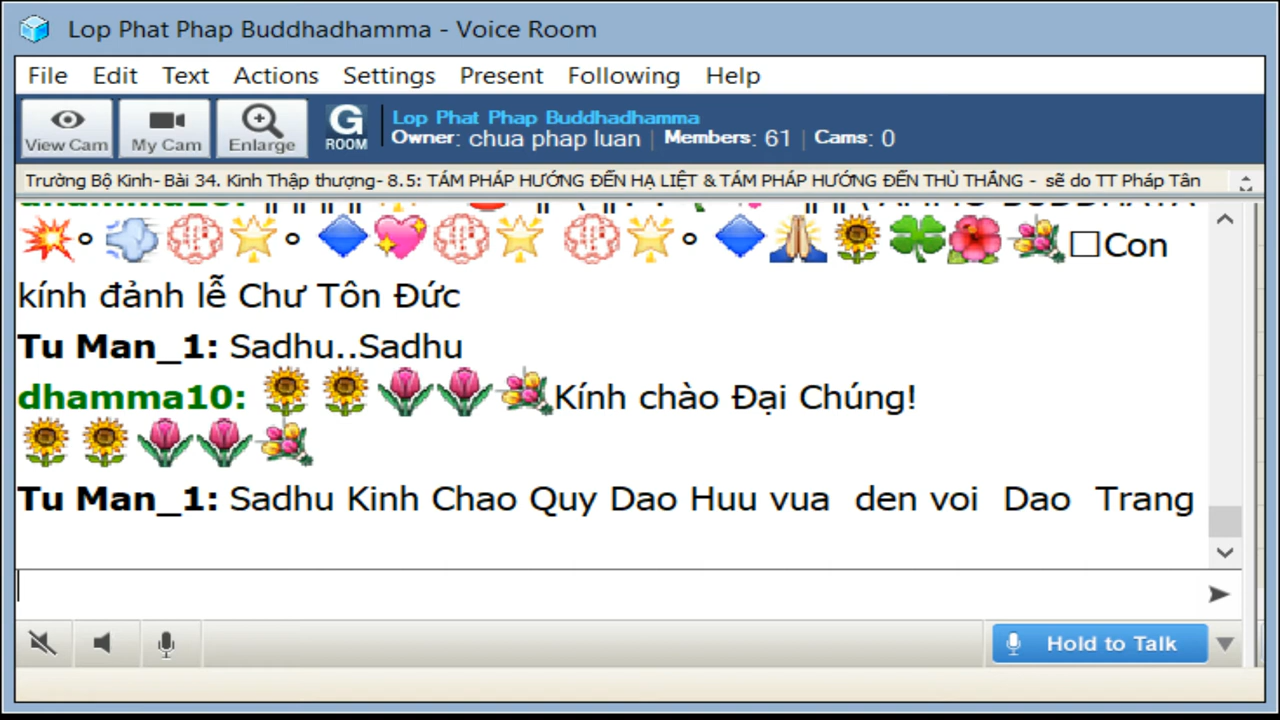 Lop Phat Phap Buddhadhamma - Voice Room
File Edit Text Actions Settings Present Following Help
View Cam My Cam Enlarge G ROOM Lop Phat Phap Buddhadhamma
Owner: chua phap luan | Members: 61 | Cams: 0
Trường Bộ Kinh- Bài 34. Kinh Thập thượng- 8.5: TÁM PHÁP HƯỚNG ĐẾN HẠ LIỆT & TÁM PHÁP HƯỚNG ĐẾN THÙ THẮNG - sẽ do TT Pháp Tân
Con
kính đảnh lễ Chư Tôn Đức
Tu Man_1: Sadhu..Sadhu
dhamma10: Kính chào Đại Chúng!
Tu Man_1: Sadhu Kinh Chao Quy Dao Huu vua den voi Dao Trang
Hold to Talk